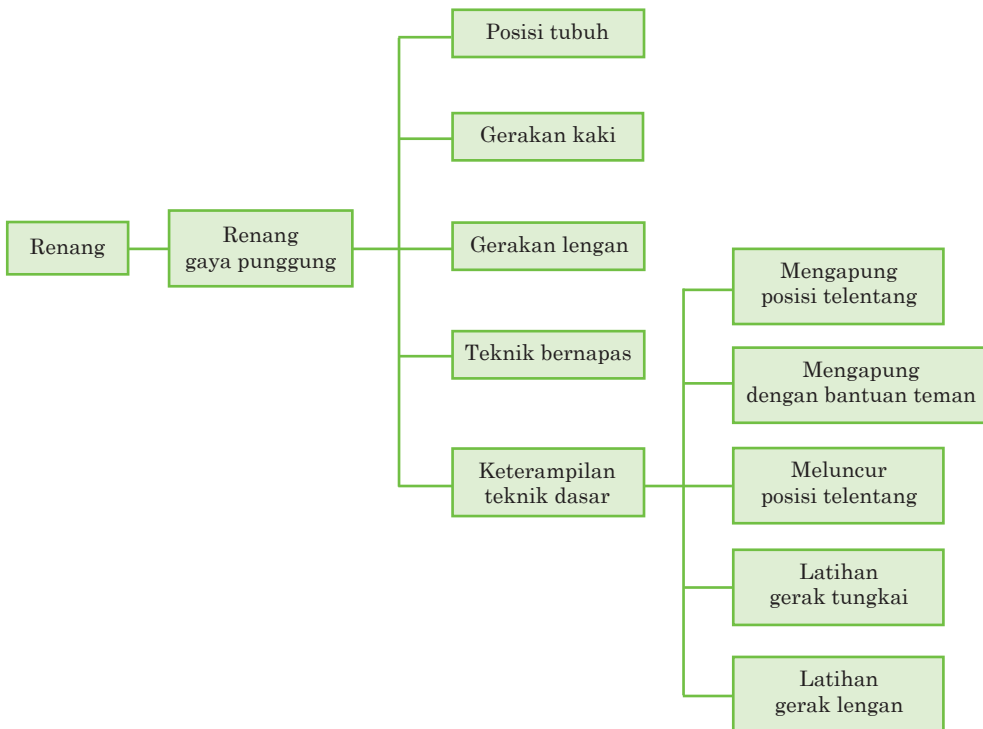 Renang
Renang
gaya punggung
Posisi tubuh
Gerakan kaki
Gerakan lengan
Teknik bernapas
Keterampilan
teknik dasar
Mengapung
posisi telentang
Mengapung
dengan bantuan teman
Meluncur
posisi telentang
Latihan
gerak tungkai
Latihan
gerak lengan